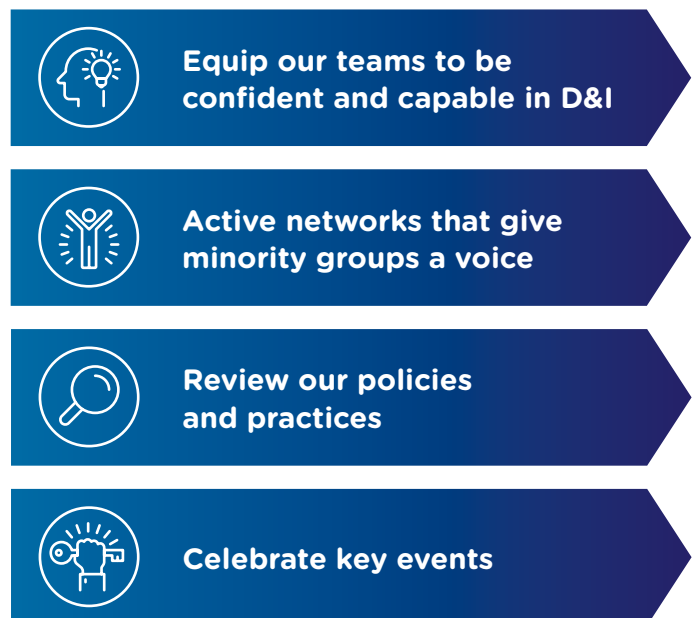 Equip our teams to be
confident and capable in D&I
Active networks that give
minority groups a voice
Review our policies
and practices
Celebrate key events